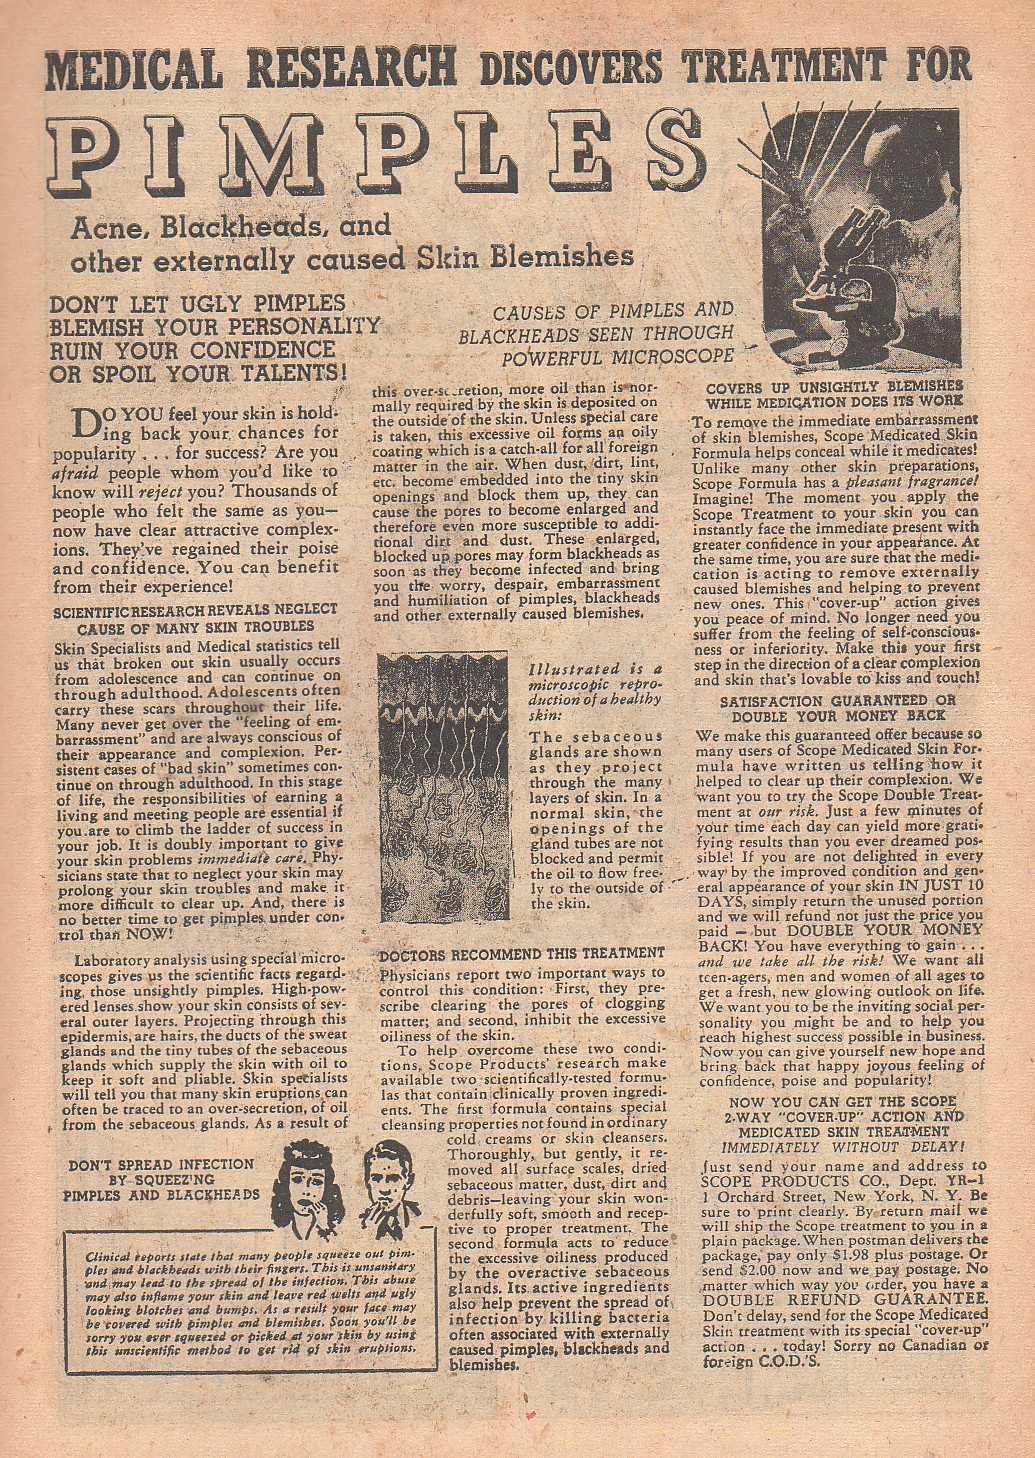 MEDICAL RESEARCH DISCOVERS TREATMENT FOR
PIMPLES
Acne, Blackheads, and
other externally caused Skin Blemishes
DON'T LET UGLY PIMPLES
BLEMISH YOUR PERSONALITY
RUIN YOUR CONFIDENCE
OR SPOIL YOUR TALENTS!
CAUSES OF PIMPLES AND
BLACKHEADS SEEN THROUGH
POWERFUL MICROSCOPE
DO YOU feel your skin is hold-
ing back your chances for
popularity . . . for success? Are you
afraid people whom you'd like to
know will reject you? Thousands of
people who felt the same as you—
now have clear attractive complex-
ions. They've regained their poise
and confidence. You can benefit
from their experience!
SCIENTIFIC RESEARCH REVEALS NEGLECT
CAUSE OF MANY SKIN TROUBLES
Skin Specialists and Medical statistics tell
us that broken out skin usually occurs
from adolescence and can continue on
through adulthood. Adolescents often
carry these scars throughout their life.
Many never get over the "feeling of em-
barrassment" and are always conscious of
their appearance and complexion. Per-
sistent cases of "bad skin" sometimes con-
tinue on through adulthood. In this stage
of life, the responsibilities of earning a
living and meeting people are essential if
you are to climb the ladder of success in
your job. It is doubly important to give
your skin problems immediate care. Phy-
sicians state that to neglect your skin may
prolong your skin troubles and make it
more difficult to clear up. And, there is
no better time to get pimples under con-
trol than NOW!
Laboratory analysis using special micro-
scopes gives us the scientific facts regard-
ing those unsightly pimples. High-pow-
ered lenses show your skin consists of sev-
eral outer layers. Projecting through this
epidermis, are hairs, the ducts of the sweat
glands and the tiny tubes of the sebaceous
glands which supply the skin with oil to
keep it soft and pliable. Skin specialists
will tell you that many skin eruptions can
often be traced to an over-secretion, of oil
from the sebaceous glands. As a result of
DON'T SPREAD INFECTION
BY SQUEEZ'NG
PIMPLES AND BLACKHEADS
Clinical reports state that many people squeeze out pim-
ples and blackheads with their fingers. This is unsanitary
and may lead to the spread of the infection. This abuse
may also inflame your skin and leave red welts and ugly
looking blotches and bumps. As a result your face may
be covered with pimples and blemishes. Soon you'll be
sorry you ever squeezed or picked at your skin by using
this unscientific method to get rid of skin eruptions.
this over-secretion, more oil than is nor-
mally required by the skin is deposited on
the outside of the skin. Unless special care
is taken, this excessive oil forms an oily
coating which is a catch-all for all foreign
matter in the air. When dust, dirt, lint,
etc. become embedded into the tiny skin
openings and block them up, they can
cause the pores to become enlarged and
therefore even more susceptible to addi-
tional dirt and dust. These enlarged,
blocked up pores may form blackheads as
soon as they become infected and bring
you the worry, despair, embarrassment
and humiliation of pimples, blackheads
and other externally caused blemishes.
Illustrated is a
microscopic repro-
duction of a healthy
skin:
The sebaceous
glands are shown
as they project
through the many
layers of skin. In a
normal skin, the
openings of the
gland tubes are not
blocked and permit
the oil to flow free-
ly to the outside of
the skin.
DOCTORS RECOMMEND THIS TREATMENT
Physicians report two important ways to
control this condition: First, they pre-
scribe clearing the pores of clogging
matter; and second, inhibit the excessive
oiliness of the skin.
To help overcome these two condi-
tions, Scope Products' research make
available two scientifically-tested formu-
las that contain clinically proven ingredi-
ents. The first formula contains special
cleansing properties not found in ordinary
cold creams or skin cleansers.
Thoroughly, but gently, it re-
moved all surface scales, dried
sebaceous matter, dust, dirt and
debris—leaving your skin won-
derfully soft, smooth and recep-
tive to proper treatment. The
second formula acts to reduce
the excessive oiliness produced
by the overactive sebaceous
glands. Its active ingredients
also help prevent the spread of
infection by killing bacteria
often associated with externally
caused pimples, blackheads and
blemishes.
COVERS UP UNSIGHTLY BLEMISHES
WHILE MEDICATION DOES ITS WORK
To remove the immediate embarrassment
of skin blemishes, Scope Medicated Skin
Formula helps conceal while it medicates!
Unlike many other skin preparations,
Scope Formula has a pleasant fragrance!
Imagine! The moment you apply the
Scope Treatment to your skin you can
instantly face the immediate present with
greater confidence in your appearance. At
the same time, you are sure that the medi-
cation is acting to remove externally
caused blemishes and helping to prevent
new ones. This "cover-up" action gives
you peace of mind. No longer need you
suffer from the feeling of self-conscious-
ness or inferiority. Make this your first
step in the direction of a clear complexion
and skin that's lovable to kiss and touch!
SATISFACTION GUARANTEED OR
DOUBLE YOUR MONEY BACK
We make this guaranteed offer because so
many users of Scope Medicated Skin For-
mula have written us telling how it
helped to clear up their complexion. We
want you to try the Scope Double Treat-
ment at our risk. Just a few minutes of
your time each day can yield more grati-
fying results than you ever dreamed pos-
sible! If you are not delighted in every
way by the improved condition and gen-
eral appearance of your skin IN JUST 10
DAYS, simply return the unused portion
and we will refund not just the price you
paid — but DOUBLE YOUR MONEY
BACK! You have everything to gain . . .
and we take all the risk! We want all
teen-agers, men and women of all ages to
get a fresh, new glowing outlook on life.
We want you to be the inviting social per-
sonality you might be and to help you
reach highest success possible in business.
Now you can give yourself new hope and
bring back that happy joyous feeling of
confidence, poise and popularity!
NOW YOU CAN GET THE SCOPE
2-WAY "COVER-UP" ACTION AND
MEDICATED SKIN TREATMENT
IMMEDIATELY WITHOUT DELAY!
Just send your name and address to
SCOPE PRODUCTS CO., Dept. YR-1
1 Orchard Street, New York, N. Y. Be
sure to print clearly. By return mail we
will ship the Scope treatment to you in a
plain package. When postman delivers the
package, pay only $1.98 plus postage. Or
send $2.00 now and we pay postage. No
matter which way you order, you have a
DOUBLE REFUND GUARANTEE.
Don't delay, send for the Scope Medicated
Skin treatment with its special "cover-up"
action . . . today! Sorry no Canadian or
foreign C.O.D.'S.